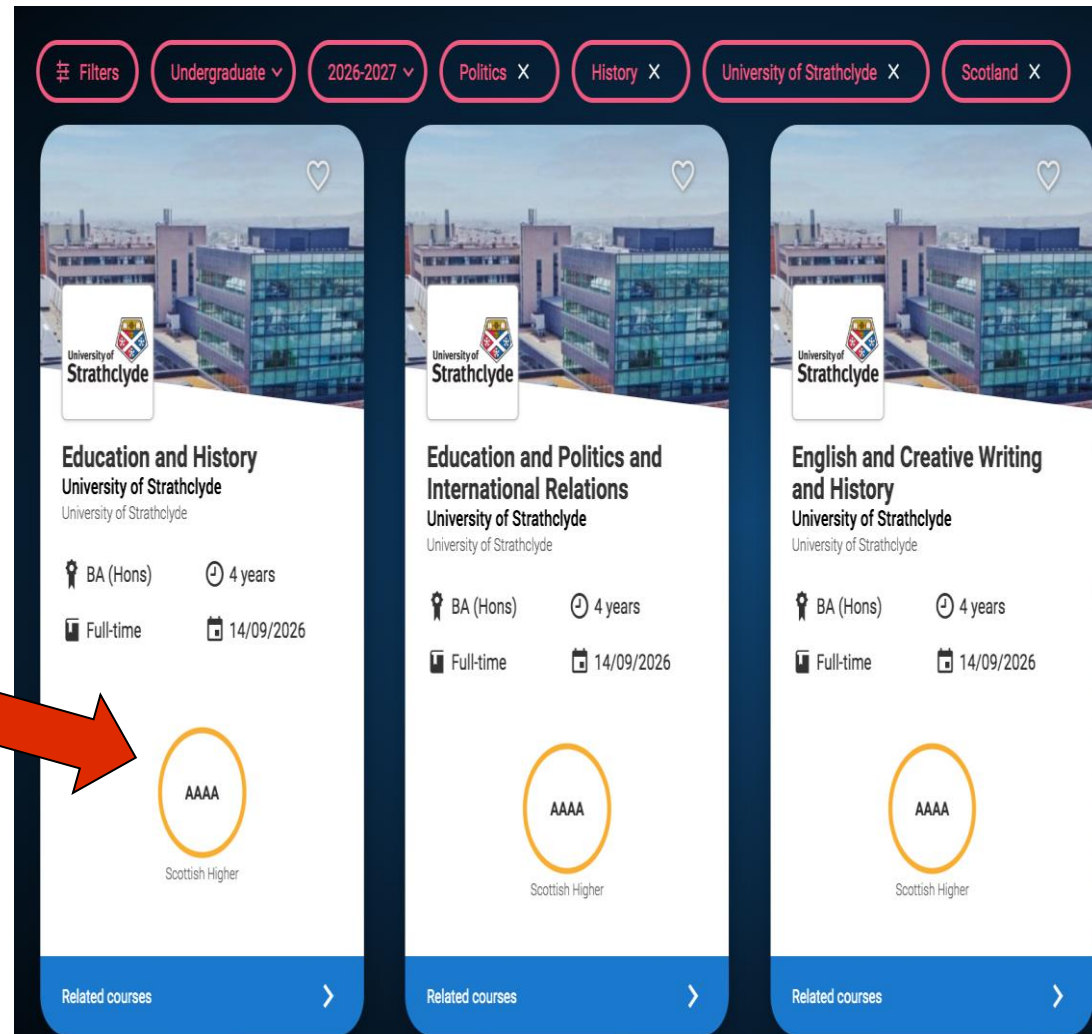 Filters
Undergraduate
2026-2027
Politics X
History X
University of Strathclyde X
Scotland X
University of
Strathclyde
Education and History
University of Strathclyde
University of Strathclyde
BA (Hons)
4 years
Full-time
14/09/2026
AAAA
Scottish Higher
Related courses
University of
Strathclyde
Education and Politics and
International Relations
University of Strathclyde
University of Strathclyde
BA (Hons)
4 years
Full-time
14/09/2026
AAAA
Scottish Higher
Related courses
University of
Strathclyde
English and Creative Writing
and History
University of Strathclyde
University of Strathclyde
BA (Hons)
4 years
Full-time
14/09/2026
AAAA
Scottish Higher
Related courses